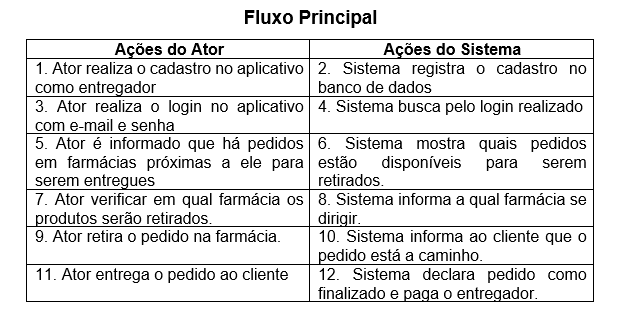 Fluxo Principal
Ações do Ator
Ações do Sistema
1. Ator realiza o cadastro no aplicativo
como entregador
2. Sistema registra o cadastro no
banco de dados
3. Ator realiza o login no aplicativo
com e-mail e senha
4. Sistema busca pelo login realizado
5. Ator é informado que há pedidos
em farmácias próximas a ele para
serem entregues
6. Sistema mostra quais pedidos
estão disponíveis para serem
retirados.
7. Ator verificar em qual farmácia os
produtos serão retirados.
8. Sistema informa a qual farmácia se
dirigir.
9. Ator retira o pedido na farmácia.
10. Sistema informa ao cliente que o
pedido está a caminho.
11. Ator entrega o pedido ao cliente
12. Sistema declara pedido como
finalizado e paga o entregador.